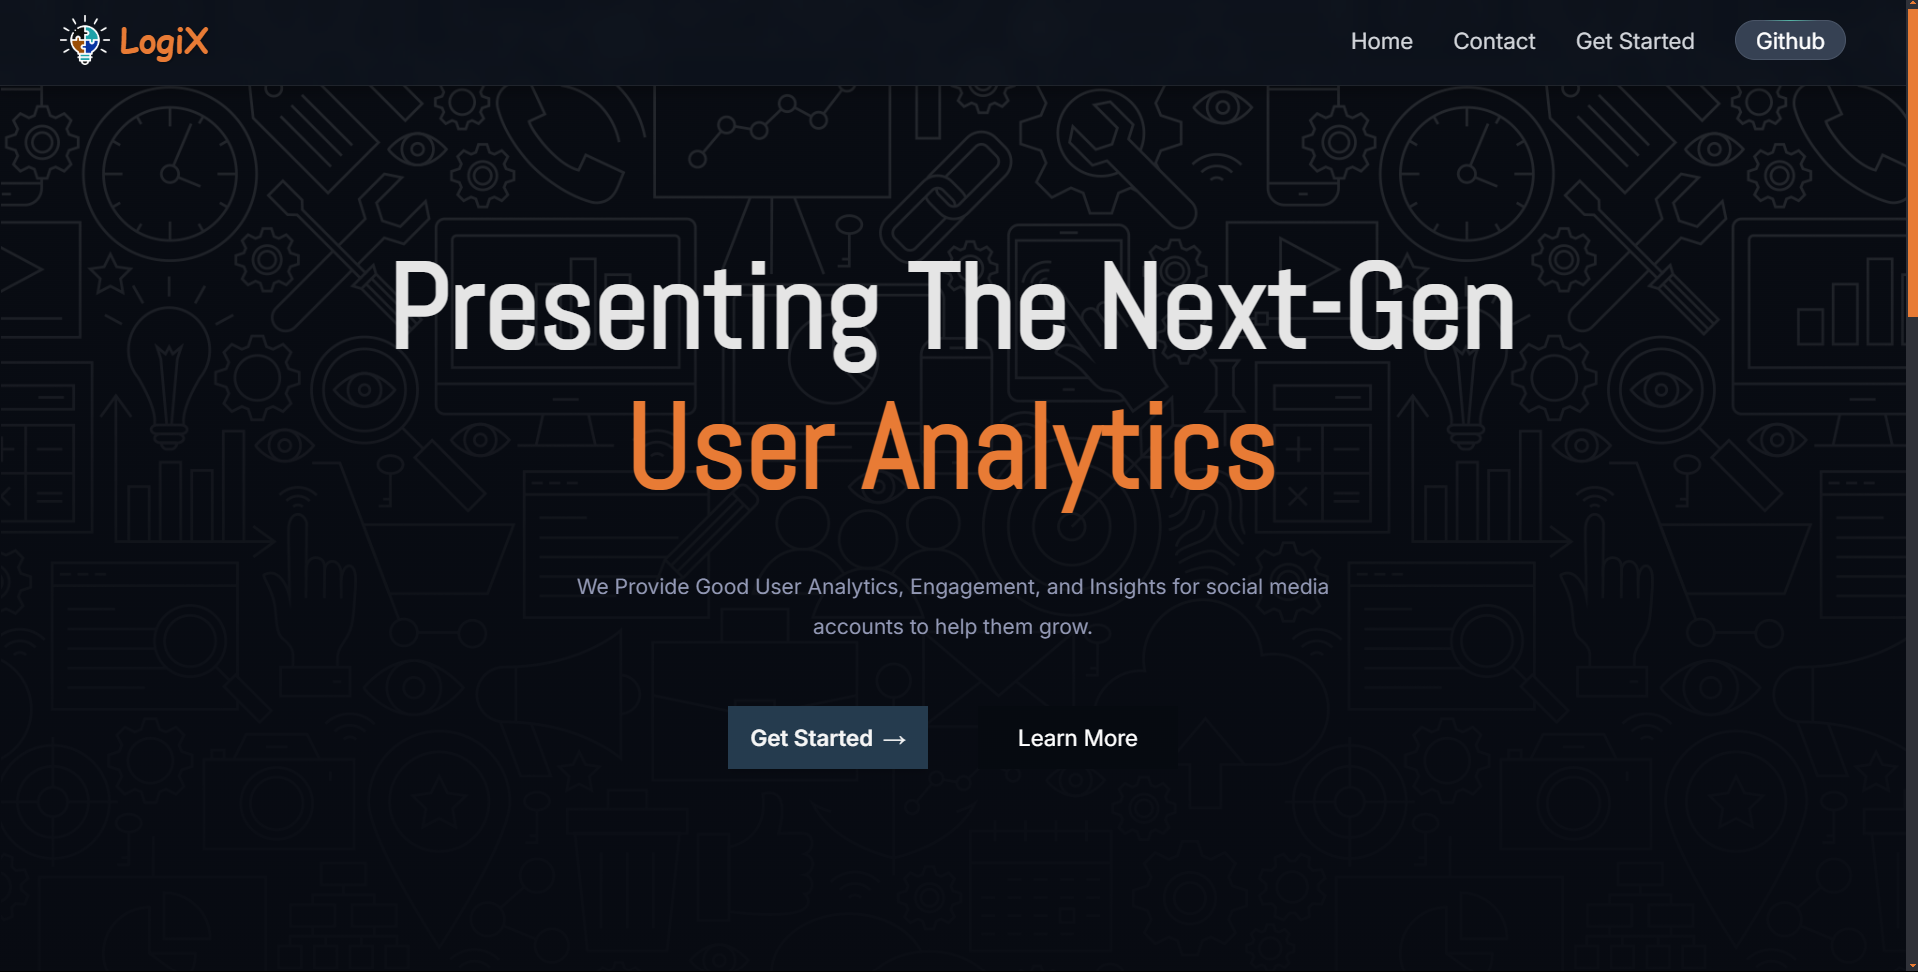 LogiX
Home
Contact
Get Started
Github
Presenting The Next-Gen
User Analytics
We Provide Good User Analytics, Engagement, and Insights for social media
accounts to help them grow.
Get Started →
Learn More